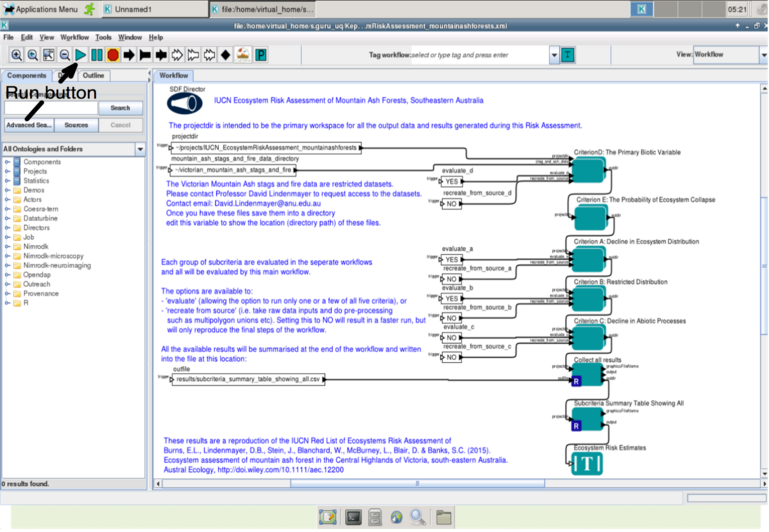 Applications Menu
Unnamed1
file:/home/virtual_home/s...
05:21
file:/home/virtual_home/s.guru_uq/Kep...mRiskAssessment_mountainashforests.xml
File Edit View Workflow Tools Window Help
Tag workflow: select or type tag and press enter
View: Workflow
Components
Outline
Workflow
Run button
Search
Advanced Sea...
Sources
Cancel
All Ontologies and Folders
Components
Projects
Statistics
Demos
Actors
Coesra-tern
Dataturbine
Directors
Job
Nimrodk
Nimrodk-microscopy
Nimrodk-neuroimaging
Opendap
Outreach
Provenance
R
0 results found.
SDF Director
IUCN Ecosystem Risk Assessment of Mountain Ash Forests, Southeastern Australia
The projectdir is intended to be the primary workspace for all the output data and results generated during this Risk Assessment.
projectdir
~/projects/IUCN_EcosystemRiskAssessment_mountainashforests
mountain_ash_stags_and_fire_data_directory
~/victorian_mountain_ash_stags_and_fire
The Victorian Mountain Ash stags and fire data are restricted datasets.
Please contact Professor David Lindenmayer to request access to the datasets.
Contact email: David.Lindenmayer@anu.edu.au
Once you have these files save them into a directory
edit this variable to show the location (directory path) of these files.
evaluate_d
YES
recreate_from_source_d
NO
CriterionD: The Primary Biotic Variable
Criterion E: The Probability of Ecosystem Collapse
Each group of subcriteria are evaluated in the seperate workflows
and all will be evaluated by this main workflow.
The options are available to:
- 'evaluate' (allowing the option to run only one or a few of all five criteria), or
- 'recreate from source' (i.e. take raw data inputs and do pre-processing
such as multipolygon unions etc). Setting this to NO will result in a faster run, but
will only reproduce the final steps of the workflow.
All the available results will be summarised at the end of the workflow and written
into the file at this location:
evaluate_a
YES
recreate_from_source_a
NO
evaluate_b
YES
recreate_from_source_b
NO
evaluate_c
NO
recreate_from_source_c
NO
Criterion A: Decline in Ecosystem Distribution
Criterion B: Restricted Distribution
Criterion C: Decline in Abiotic Processes
outfile
results/subcriteria_summary_table_showing_all.csv
Collect all results
R
Subcriteria Summary Table Showing All
R
Ecosystem Risk Estimates
These results are a reproduction of the IUCN Red List of Ecosystems Risk Assessment of
Burns, E.L., Lindenmayer, D.B., Stein, J., Blanchard, W., McBurney, L., Blair, D. & Banks, S.C. (2015).
Ecosystem assessment of mountain ash forest in the Central Highlands of Victoria, south-eastern Australia.
Austral Ecology, http://doi.wiley.com/10.1111/aec.12200